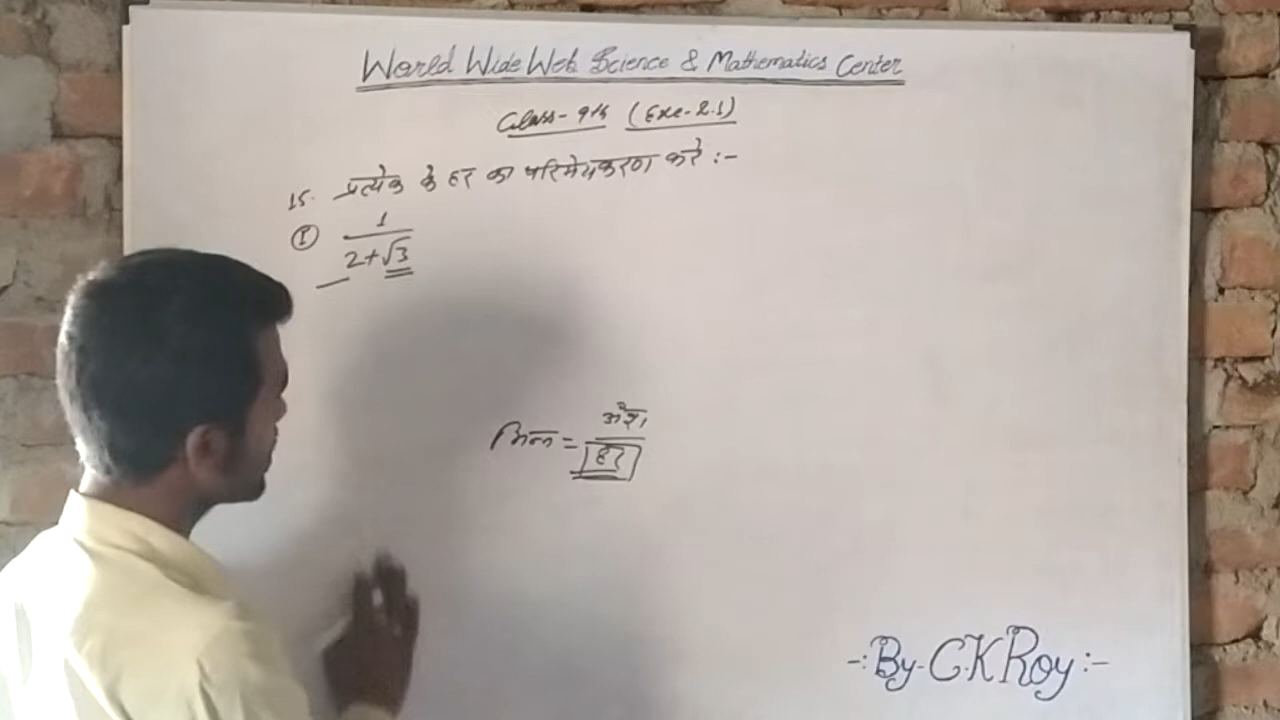 World Wide Web Science & Mathematics Center
Class-9th (Exe-2.1)
15. प्रत्येक के हर का परिमेयकरण करें :-
(I) 1
2+√3
भिन्न = अंश
हर
-: By- C.K Roy :-